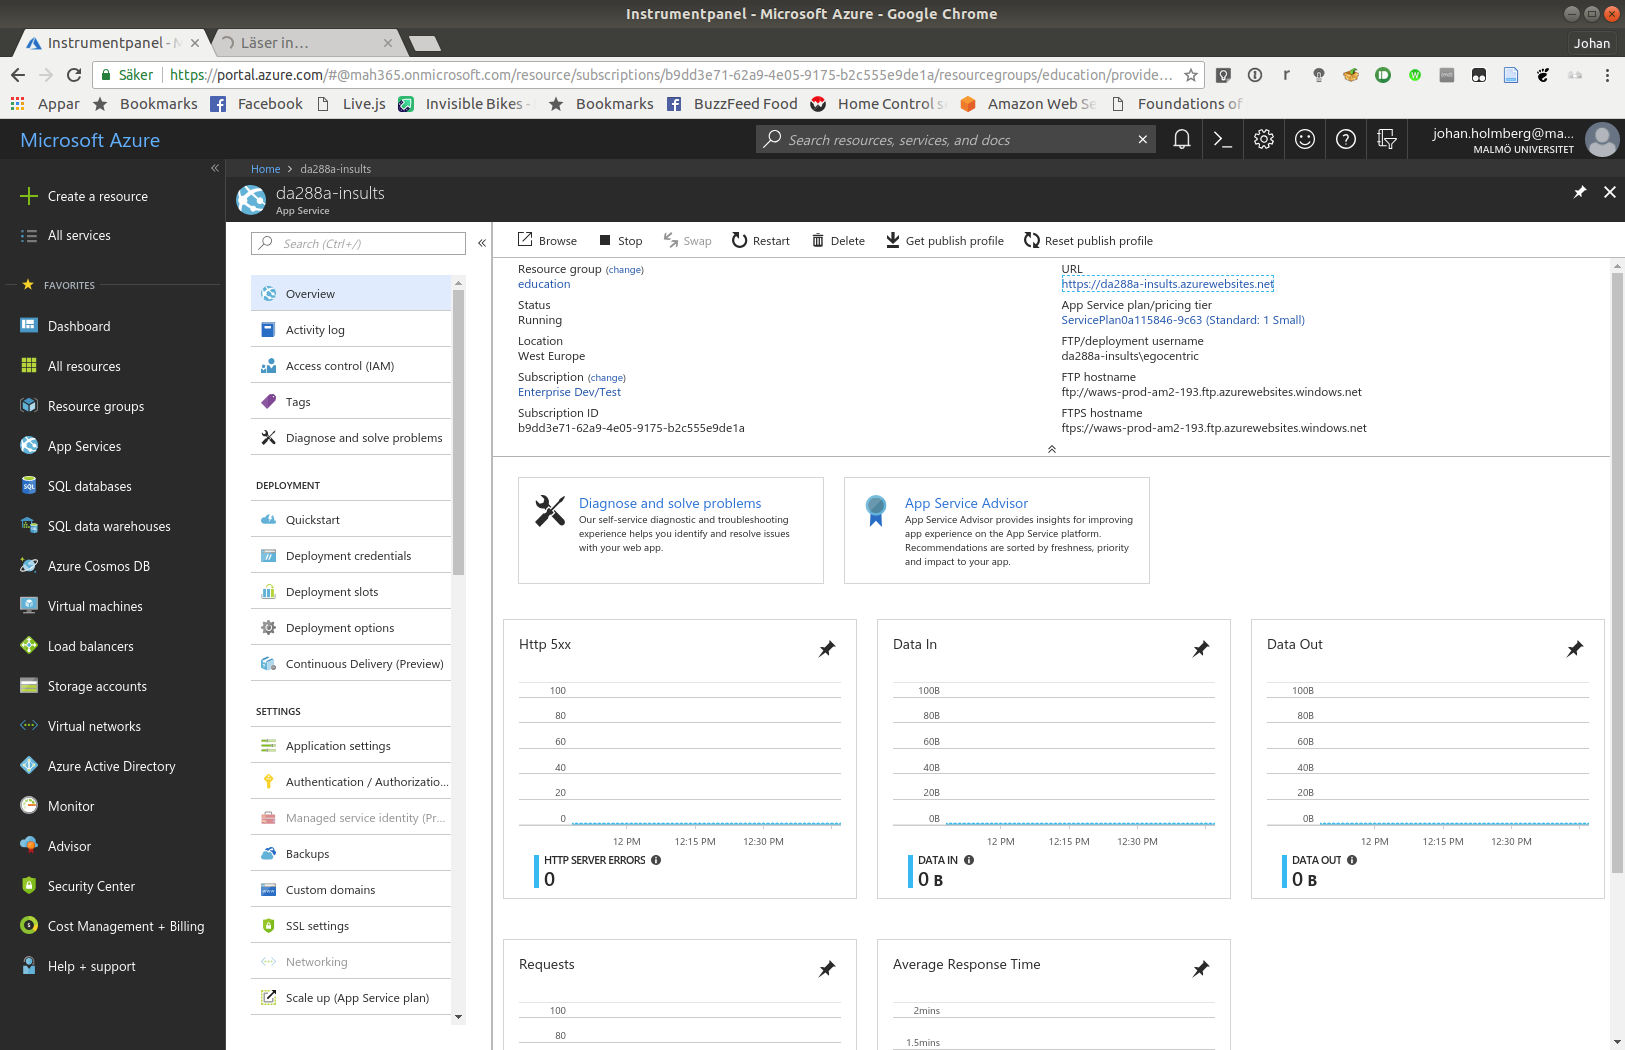 Instrumentpanel - Microsoft Azure - Google Chrome
Instrumentpanel - M
Läser in…
Johan
Säker
https://portal.azure.com/#@mah365.onmicrosoft.com/resource/subscriptions/b9dd3e71-62a9-4e05-9175-b2c555e9de1a/resourcegroups/education/provide…
Appar
Bookmarks
Facebook
Live.js
Invisible Bikes -
Bookmarks
BuzzFeed Food
Home Control s
Amazon Web Se
Foundations of
Microsoft Azure
Search resources, services, and docs
johan.holmberg@ma...
MALMÖ UNIVERSITET
Home > da288a-insults
da288a-insults
App Service
Create a resource
All services
FAVORITES
Dashboard
All resources
Resource groups
App Services
SQL databases
SQL data warehouses
Azure Cosmos DB
Virtual machines
Load balancers
Storage accounts
Virtual networks
Azure Active Directory
Monitor
Advisor
Security Center
Cost Management + Billing
Help + support
Search (Ctrl+/)
Overview
Activity log
Access control (IAM)
Tags
Diagnose and solve problems
DEPLOYMENT
Quickstart
Deployment credentials
Deployment slots
Deployment options
Continuous Delivery (Preview)
SETTINGS
Application settings
Authentication / Authorizatio...
Managed service identity (Pr...
Backups
Custom domains
SSL settings
Networking
Scale up (App Service plan)
Browse
Stop
Swap
Restart
Delete
Get publish profile
Reset publish profile
Resource group (change)
education
Status
Running
Location
West Europe
Subscription (change)
Enterprise Dev/Test
Subscription ID
b9dd3e71-62a9-4e05-9175-b2c555e9de1a
URL
https://da288a-insults.azurewebsites.net
App Service plan/pricing tier
ServicePlan0a115846-9c63 (Standard: 1 Small)
FTP/deployment username
da288a-insults\egocentric
FTP hostname
ftp://waws-prod-am2-193.ftp.azurewebsites.windows.net
FTPS hostname
ftps://waws-prod-am2-193.ftp.azurewebsites.windows.net
Diagnose and solve problems
Our self-service diagnostic and troubleshooting
experience helps you identify and resolve issues
with your web app.
App Service Advisor
App Service Advisor provides insights for improving
app experience on the App Service platform.
Recommendations are sorted by freshness, priority
and impact to your app.
Http 5xx
100
80
60
40
20
0
12 PM
12:15 PM
12:30 PM
HTTP SERVER ERRORS
0
Data In
100B
80B
60B
40B
20B
0B
12 PM
12:15 PM
12:30 PM
DATA IN
0 B
Data Out
100B
80B
60B
40B
20B
0B
12 PM
12:15 PM
12:30 PM
DATA OUT
0 B
Requests
100
80
Average Response Time
2mins
1.5mins